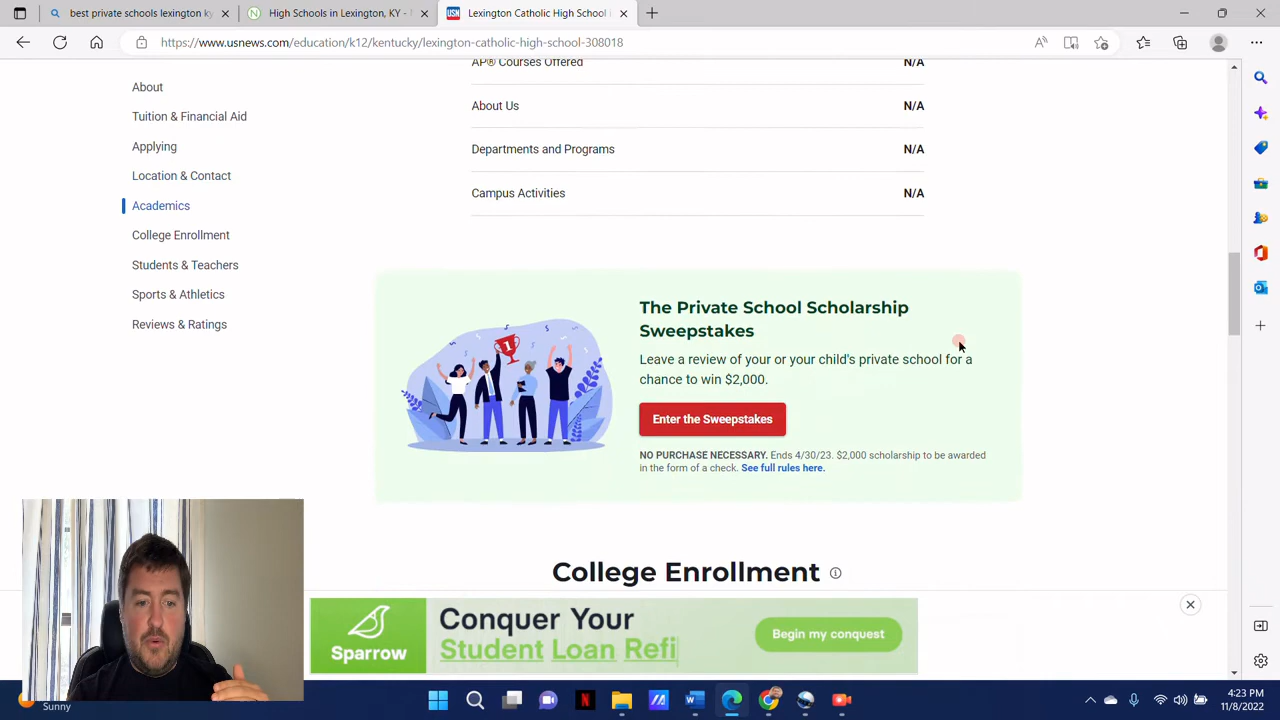 best private schools lexington ky
High Schools in Lexington, KY -
Lexington Catholic High School i
https://www.usnews.com/education/k12/kentucky/lexington-catholic-high-school-308018
About
Tuition & Financial Aid
Applying
Location & Contact
Academics
College Enrollment
Students & Teachers
Sports & Athletics
Reviews & Ratings
AP® Courses Offered N/A
About Us N/A
Departments and Programs N/A
Campus Activities N/A
1
The Private School Scholarship
Sweepstakes
Leave a review of your or your child's private school for a
chance to win $2,000.
Enter the Sweepstakes
NO PURCHASE NECESSARY. Ends 4/30/23. $2,000 scholarship to be awarded
in the form of a check. See full rules here.
College Enrollment
Sparrow
Conquer Your
Student Loan Refi
Begin my conquest
Sunny
4:23 PM
11/8/2022